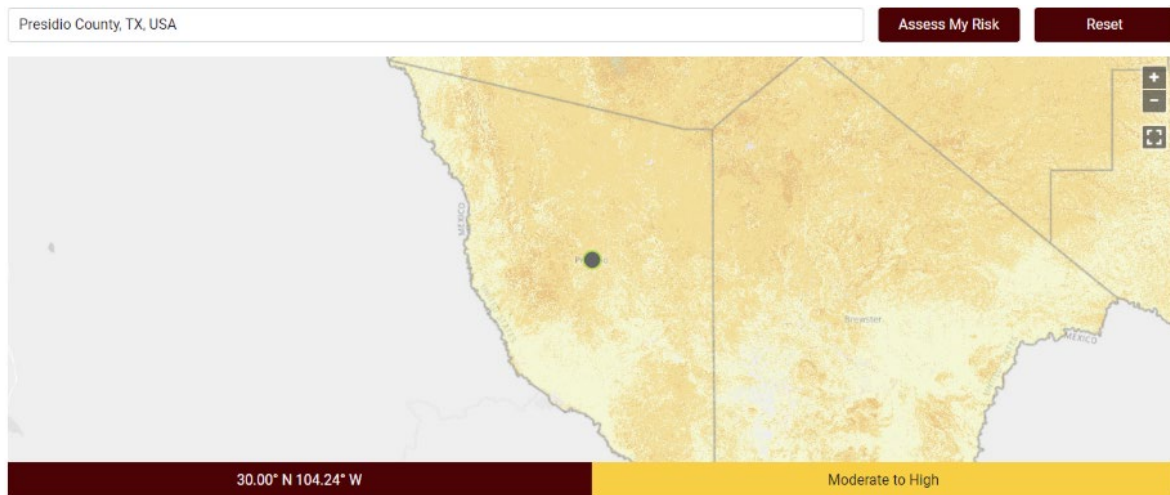 Presidio County, TX, USA
Assess My Risk
Reset
+
−
MEXICO
Brewster
MEXICO
30.00° N 104.24° W
Moderate to High